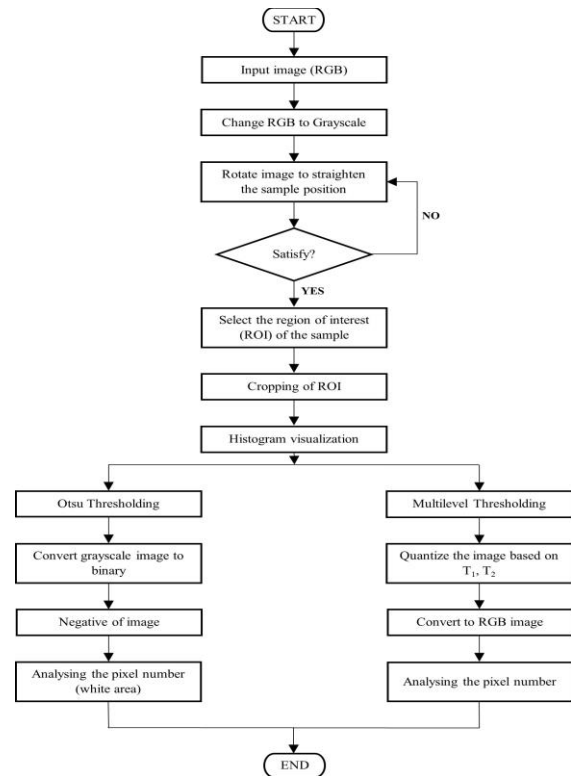 START
Input image (RGB)
Change RGB to Grayscale
Rotate image to straighten
the sample position
NO
Satisfy?
YES
Select the region of interest
(ROI) of the sample
Cropping of ROI
Histogram visualization
Otsu Thresholding
Convert grayscale image to
binary
Negative of image
Analysing the pixel number
(white area)
Multilevel Thresholding
Quantize the image based on
T₁, T₂
Convert to RGB image
Analysing the pixel number
END